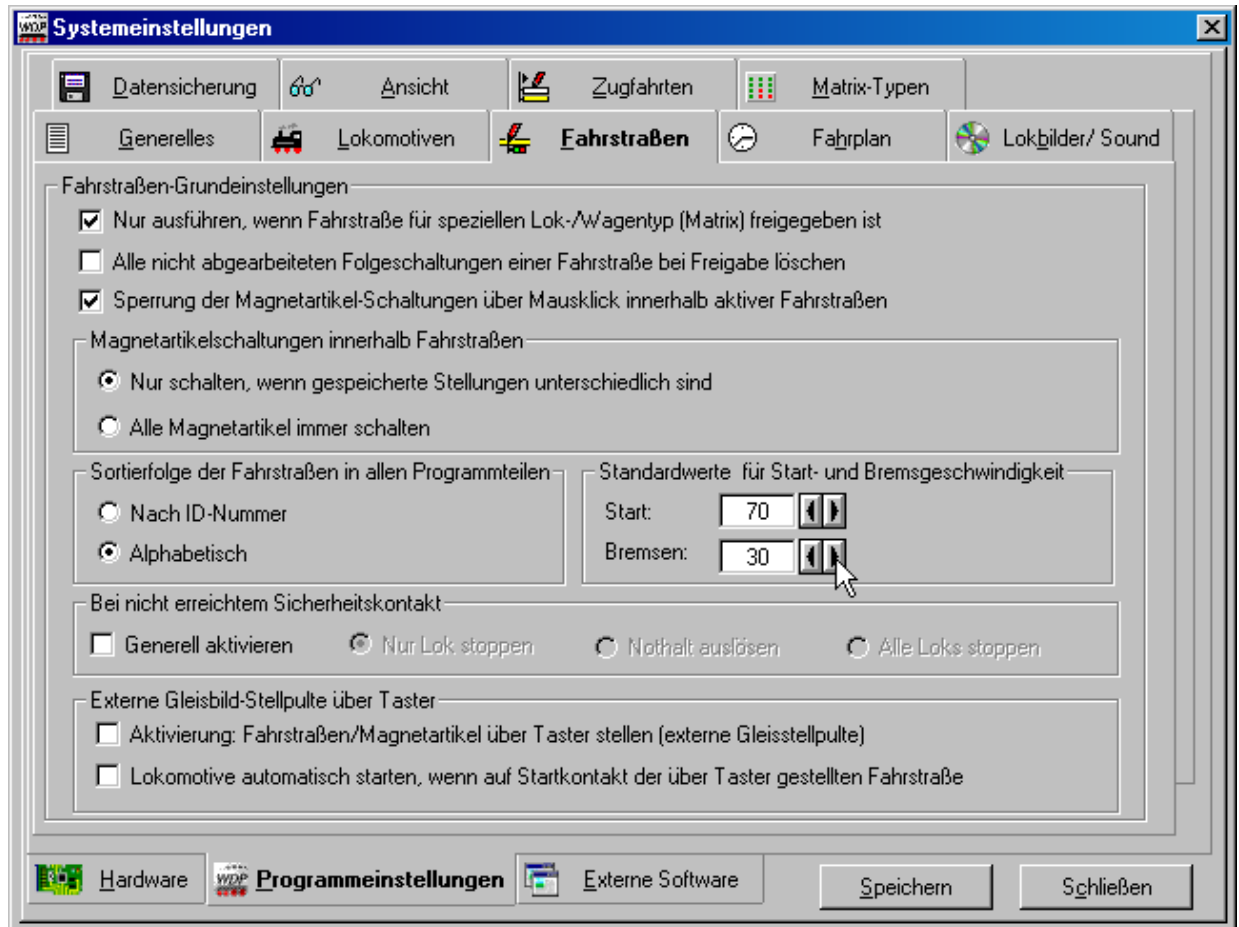 WDP Systemeinstellungen
Datensicherung Ansicht Zugfahrten Matrix-Typen
Generelles Lokomotiven Fahrstraßen Fahrplan Lokbilder/ Sound
Fahrstraßen-Grundeinstellungen
Nur ausführen, wenn Fahrstraße für speziellen Lok-/Wagentyp (Matrix) freigegeben ist
Alle nicht abgearbeiteten Folgeschaltungen einer Fahrstraße bei Freigabe löschen
Sperrung der Magnetartikel-Schaltungen über Mausklick innerhalb aktiver Fahrstraßen
Magnetartikelschaltungen innerhalb Fahrstraßen
Nur schalten, wenn gespeicherte Stellungen unterschiedlich sind
Alle Magnetartikel immer schalten
Sortierfolge der Fahrstraßen in allen Programmteilen
Nach ID-Nummer
Alphabetisch
Standardwerte für Start- und Bremsgeschwindigkeit
Start: 70
Bremsen: 30
Bei nicht erreichtem Sicherheitskontakt
Generell aktivieren Nur Lok stoppen Nothalt auslösen Alle Loks stoppen
Externe Gleisbild-Stellpulte über Taster
Aktivierung: Fahrstraßen/Magnetartikel über Taster stellen (externe Gleisstellpulte)
Lokomotive automatisch starten, wenn auf Startkontakt der über Taster gestellten Fahrstraße
Hardware WDP Programmeinstellungen Externe Software Speichern Schließen